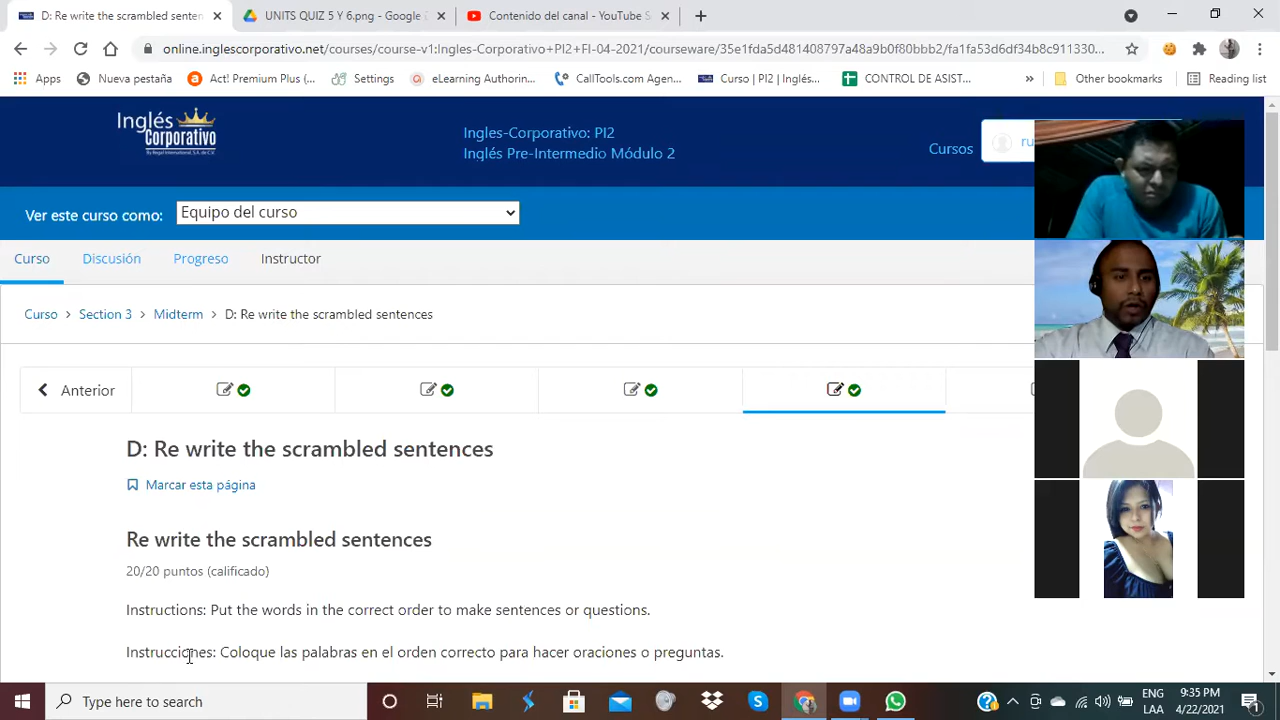 D: Re write the scrambled senten
UNITS QUIZ 5 Y 6.png - Google
Contenido del canal - YouTube S
online.inglescorporativo.net/courses/course-v1:Ingles-Corporativo+PI2+FI-04-2021/courseware/35e1fda5d481408797a48a9b0f80bbb2/fa1fa53d6df34b8c911330...
Apps
Nueva pestaña
Act! Premium Plus (...
Settings
eLearning Authorin...
CallTools.com Agen...
Curso | PI2 | Inglés...
CONTROL DE ASIST...
»
Other bookmarks
Reading list
Inglés
Corporativo
Ingles-Corporativo: PI2
Inglés Pre-Intermedio Módulo 2
Cursos
ru
Ver este curso como:
Equipo del curso
Curso
Discusión
Progreso
Instructor
Curso > Section 3 > Midterm > D: Re write the scrambled sentences
Anterior
D: Re write the scrambled sentences
Marcar esta página
Re write the scrambled sentences
20/20 puntos (calificado)
Instructions: Put the words in the correct order to make sentences or questions.
Instrucciones: Coloque las palabras en el orden correcto para hacer oraciones o preguntas.
Type here to search
ENG
LAA
9:35 PM
4/22/2021